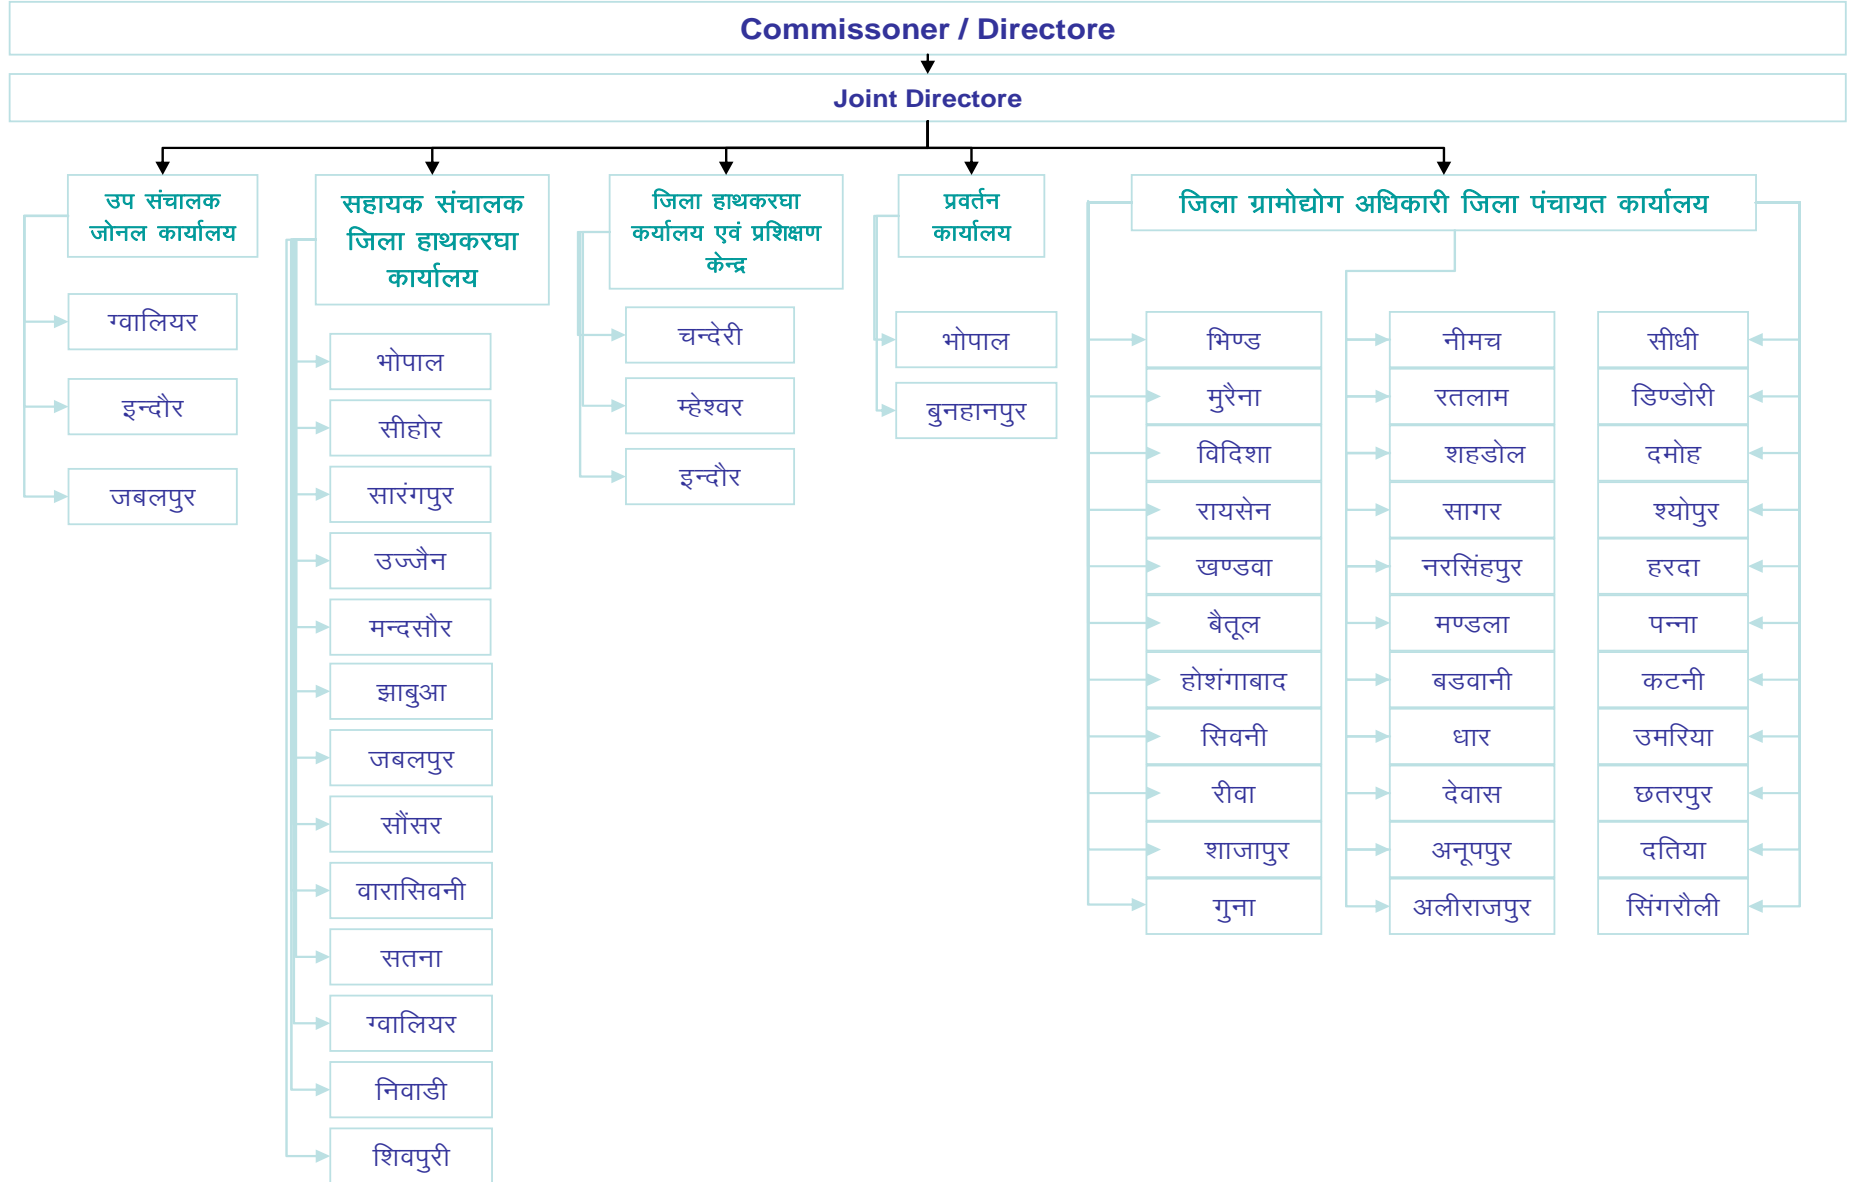 Commissoner / Directore
Joint Directore
उप संचालक
जोनल कार्यालय
ग्वालियर
इन्दौर
जबलपुर
सहायक संचालक
जिला हाथकरघा
कार्यालय
भोपाल
सीहोर
सारंगपुर
उज्जैन
मन्दसौर
झाबुआ
जबलपुर
सौंसर
वारासिवनी
सतना
ग्वालियर
निवाडी
शिवपुरी
जिला हाथकरघा
कर्यालय एवं प्रशिक्षण
केन्द्र
चन्देरी
म्हेश्वर
इन्दौर
प्रवर्तन
कार्यालय
भोपाल
बुनहानपुर
जिला ग्रामोद्योग अधिकारी जिला पंचायत कार्यालय
भिण्ड
मुरैना
विदिशा
रायसेन
खण्डवा
बैतूल
होशंगाबाद
सिवनी
रीवा
शाजापुर
गुना
नीमच
रतलाम
शहडोल
सागर
नरसिंहपुर
मण्डला
बडवानी
धार
देवास
अनूपपुर
अलीराजपुर
सीधी
डिण्डोरी
दमोह
श्योपुर
हरदा
पन्ना
कटनी
उमरिया
छतरपुर
दतिया
सिंगरौली